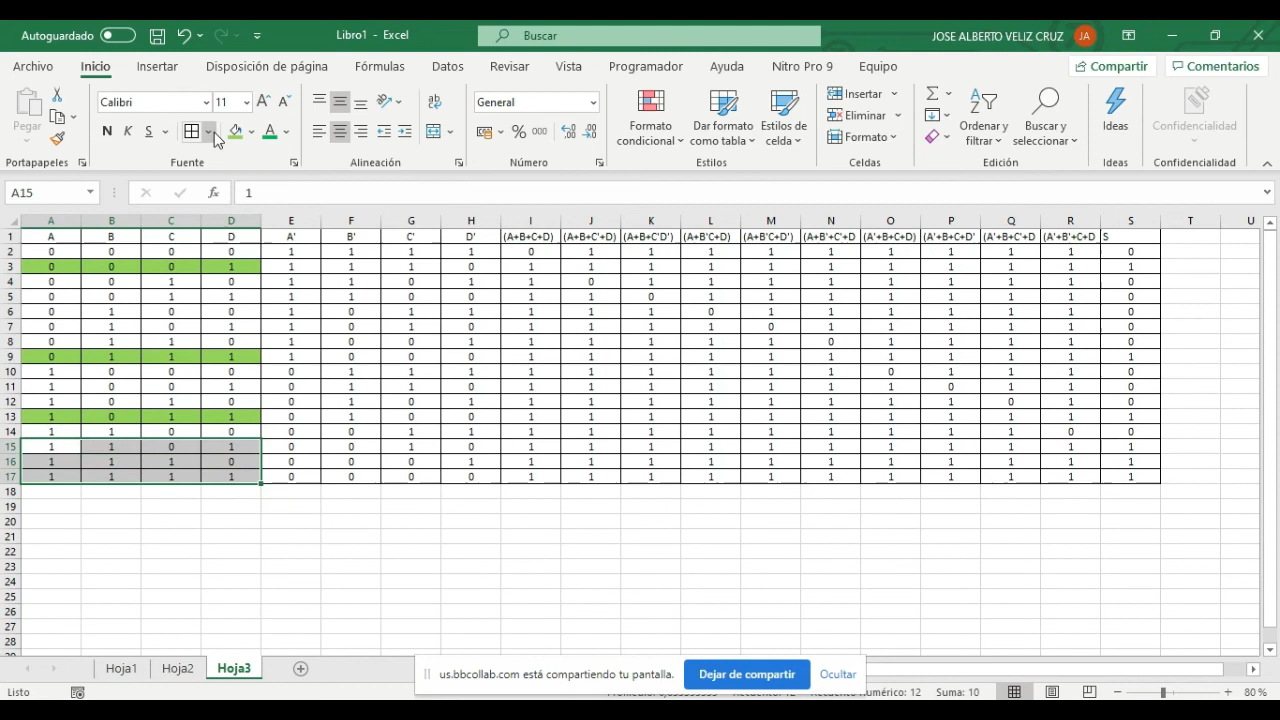 Autoguardado Libro1 - Excel Buscar JOSE ALBERTO VELIZ CRUZ JA
Archivo Inicio Insertar Disposición de página Fórmulas Datos Revisar Vista Programador Ayuda Nitro Pro 9 Equipo Compartir Comentarios
Pegar Calibri 11 General Formato condicional Dar formato como tabla Estilos de celda Insertar Eliminar Formato Ordenar y filtrar Buscar y seleccionar Ideas Confidencialidad
N K S
Portapapeles Fuente Alineación Número Estilos Celdas Edición Ideas Confidencialidad
A15 fx 1
A B C D E F G H I J K L M N O P Q R S T U
1 A B C D A' B' C' D' (A+B+C+D) (A+B+C'+D) (A+B+C'D') (A+B'C+D) (A+B'C+D') (A+B'+C'+D (A'+B+C+D) (A'+B+C+D' (A'+B+C'+D (A'+B'+C+D S
2 0 0 0 0 1 1 1 1 0 1 1 1 1 1 1 1 1 1 0
3 0 0 0 1 1 1 1 0 1 1 1 1 1 1 1 1 1 1 1
4 0 0 1 0 1 1 0 1 1 0 1 1 1 1 1 1 1 1 0
5 0 0 1 1 1 1 0 0 1 1 0 1 1 1 1 1 1 1 0
6 0 1 0 0 1 0 1 1 1 1 1 0 1 1 1 1 1 1 0
7 0 1 0 1 1 0 1 0 1 1 1 1 0 1 1 1 1 1 0
8 0 1 1 0 1 0 0 1 1 1 1 1 1 0 1 1 1 1 0
9 0 1 1 1 1 0 0 0 1 1 1 1 1 1 1 1 1 1 1
10 1 0 0 0 0 1 1 1 1 1 1 1 1 1 0 1 1 1 0
11 1 0 0 1 0 1 1 0 1 1 1 1 1 1 1 0 1 1 0
12 1 0 1 0 0 1 0 1 1 1 1 1 1 1 1 1 0 1 0
13 1 0 1 1 0 1 0 0 1 1 1 1 1 1 1 1 1 1 1
14 1 1 0 0 0 0 1 1 1 1 1 1 1 1 1 1 1 0 0
15 1 1 0 1 0 0 1 0 1 1 1 1 1 1 1 1 1 1 1
16 1 1 1 0 0 0 0 1 1 1 1 1 1 1 1 1 1 1 1
17 1 1 1 1 0 0 0 0 1 1 1 1 1 1 1 1 1 1 1
18
19
20
21
22
23
24
25
26
27
28
Hoja1 Hoja2 Hoja3
us.bbcollab.com está compartiendo tu pantalla. Dejar de compartir Ocultar
Listo numérico: 12 Suma: 10 80 %